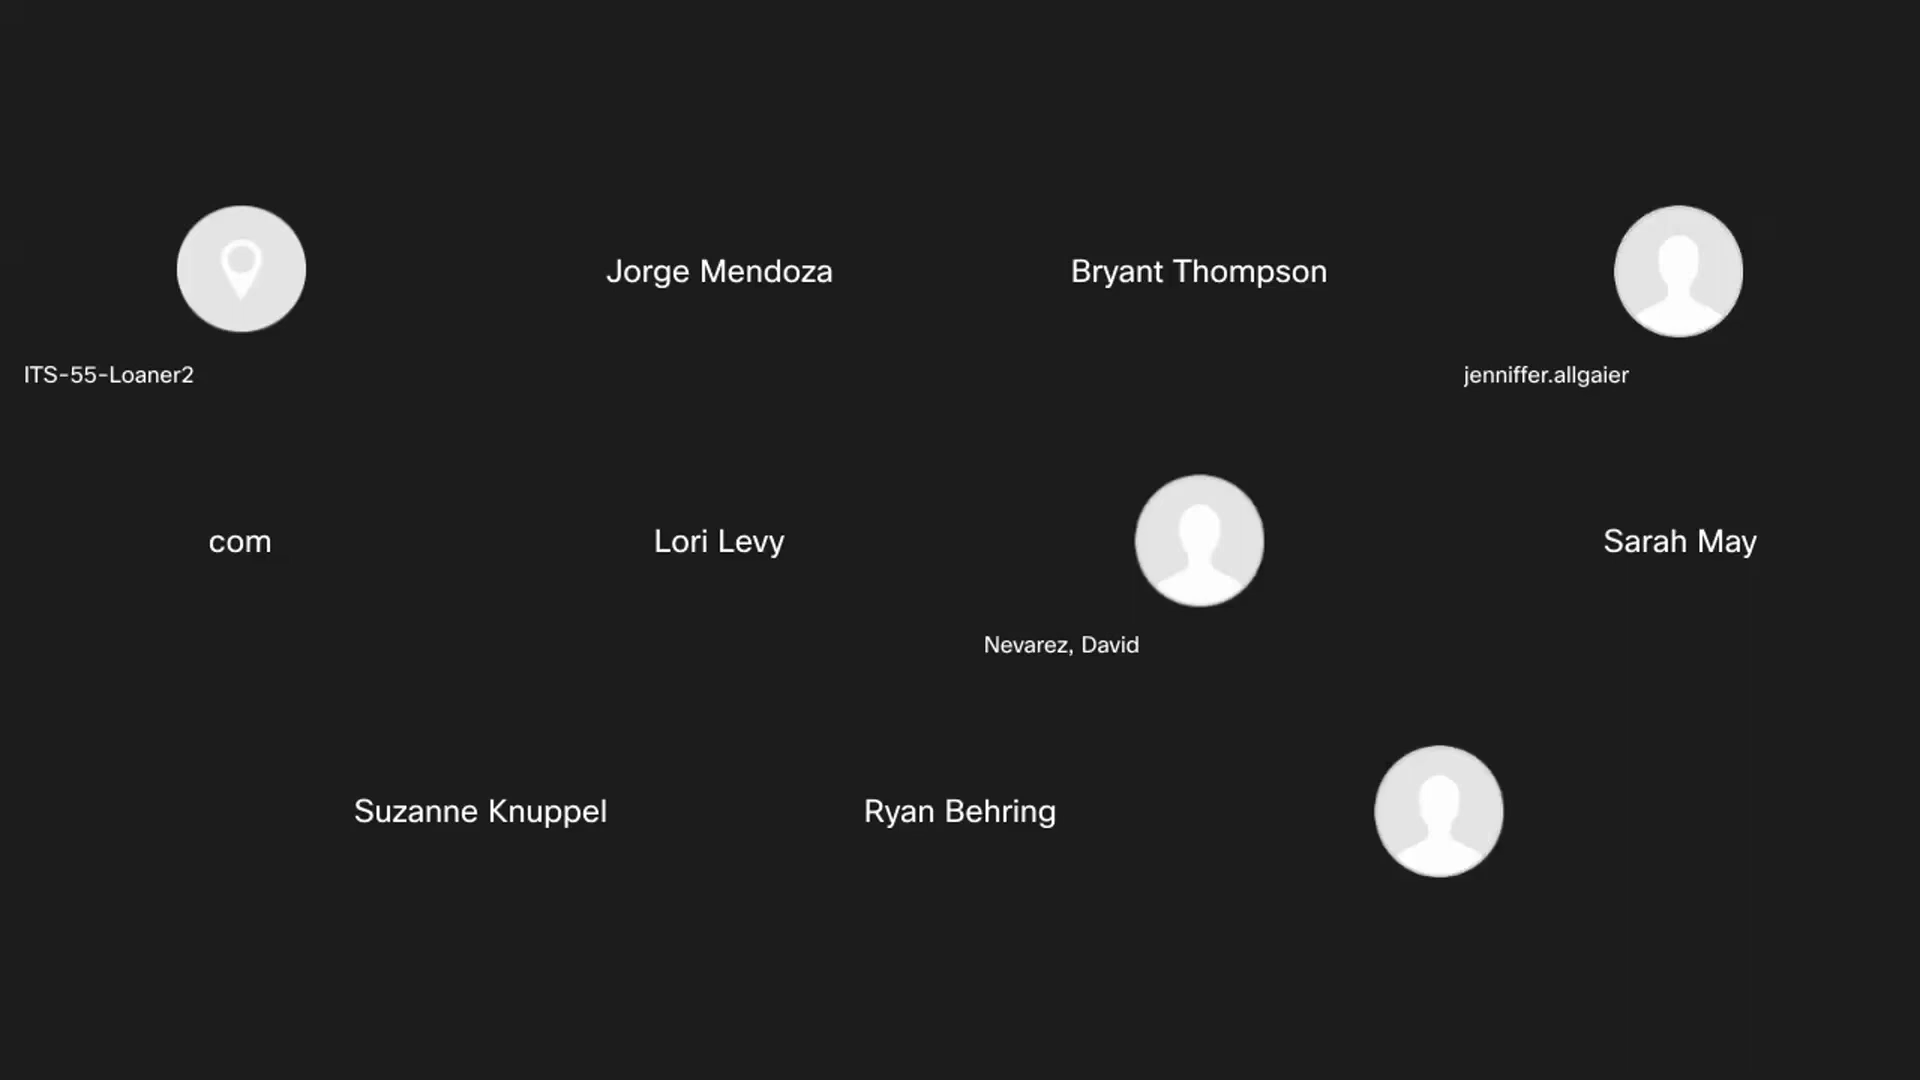 Jorge Mendoza
Bryant Thompson
ITS-55-Loaner2
jenniffer.allgaier
com
Lori Levy
Sarah May
Nevarez, David
Suzanne Knuppel
Ryan Behring